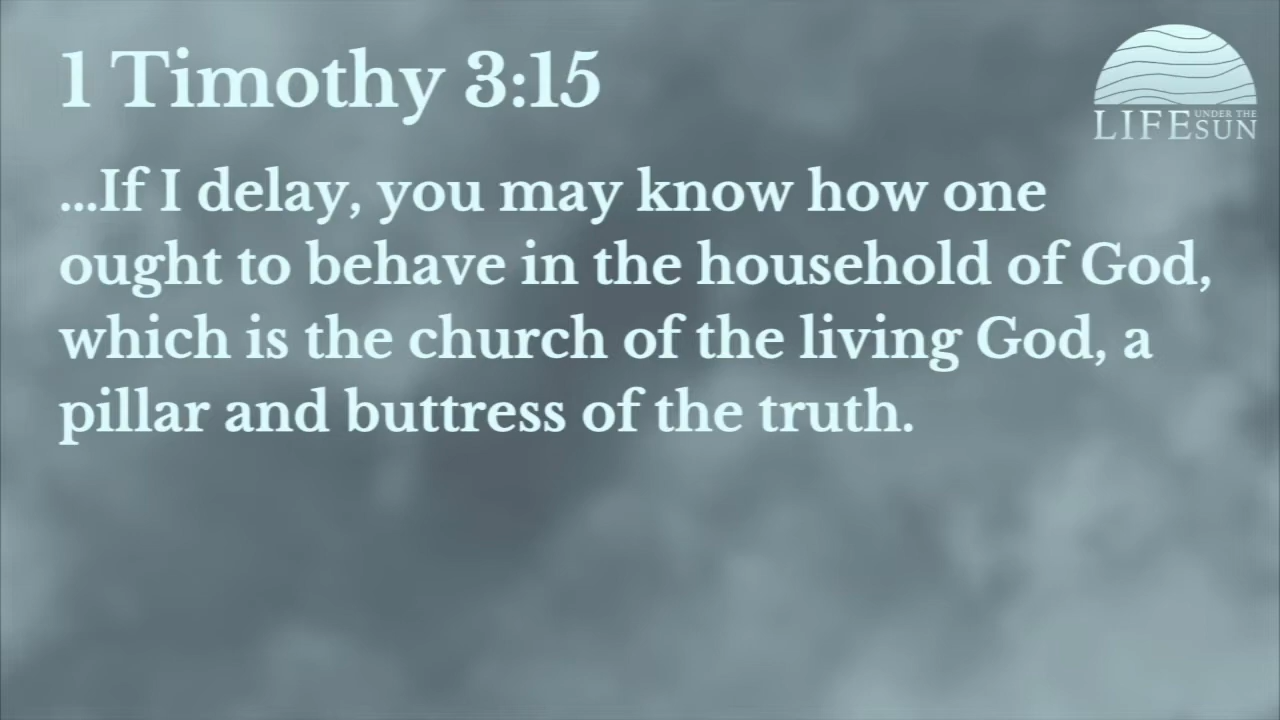 1 Timothy 3:15
...If I delay, you may know how one
ought to behave in the household of God,
which is the church of the living God, a
pillar and buttress of the truth.
LIFE UNDER THE SUN